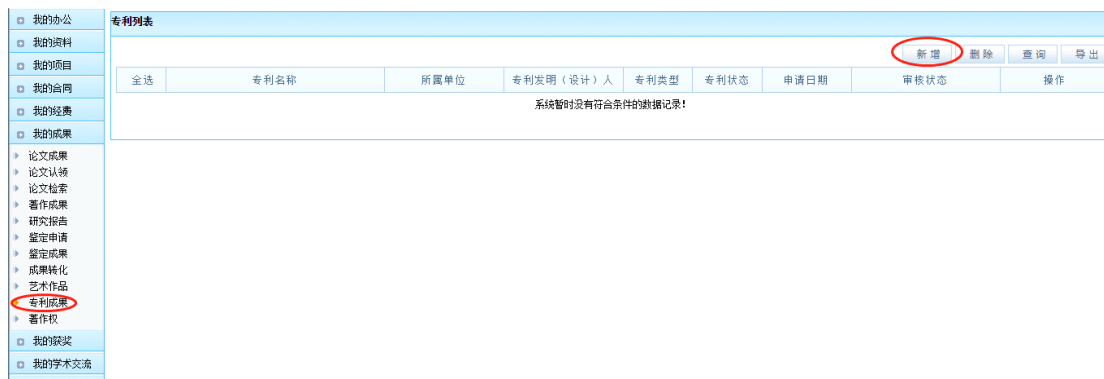 我的办公
我的资料
我的项目
我的合同
我的经费
我的成果
论文成果
论文认领
论文检索
著作成果
研究报告
鉴定申请
鉴定成果
成果转化
艺术作品
专利成果
著作权
我的获奖
我的学术交流
专利列表
新增 删除 查询 导出
全选 专利名称 所属单位 专利发明（设计）人 专利类型 专利状态 申请日期 审核状态 操作
系统暂时没有符合条件的数据记录!